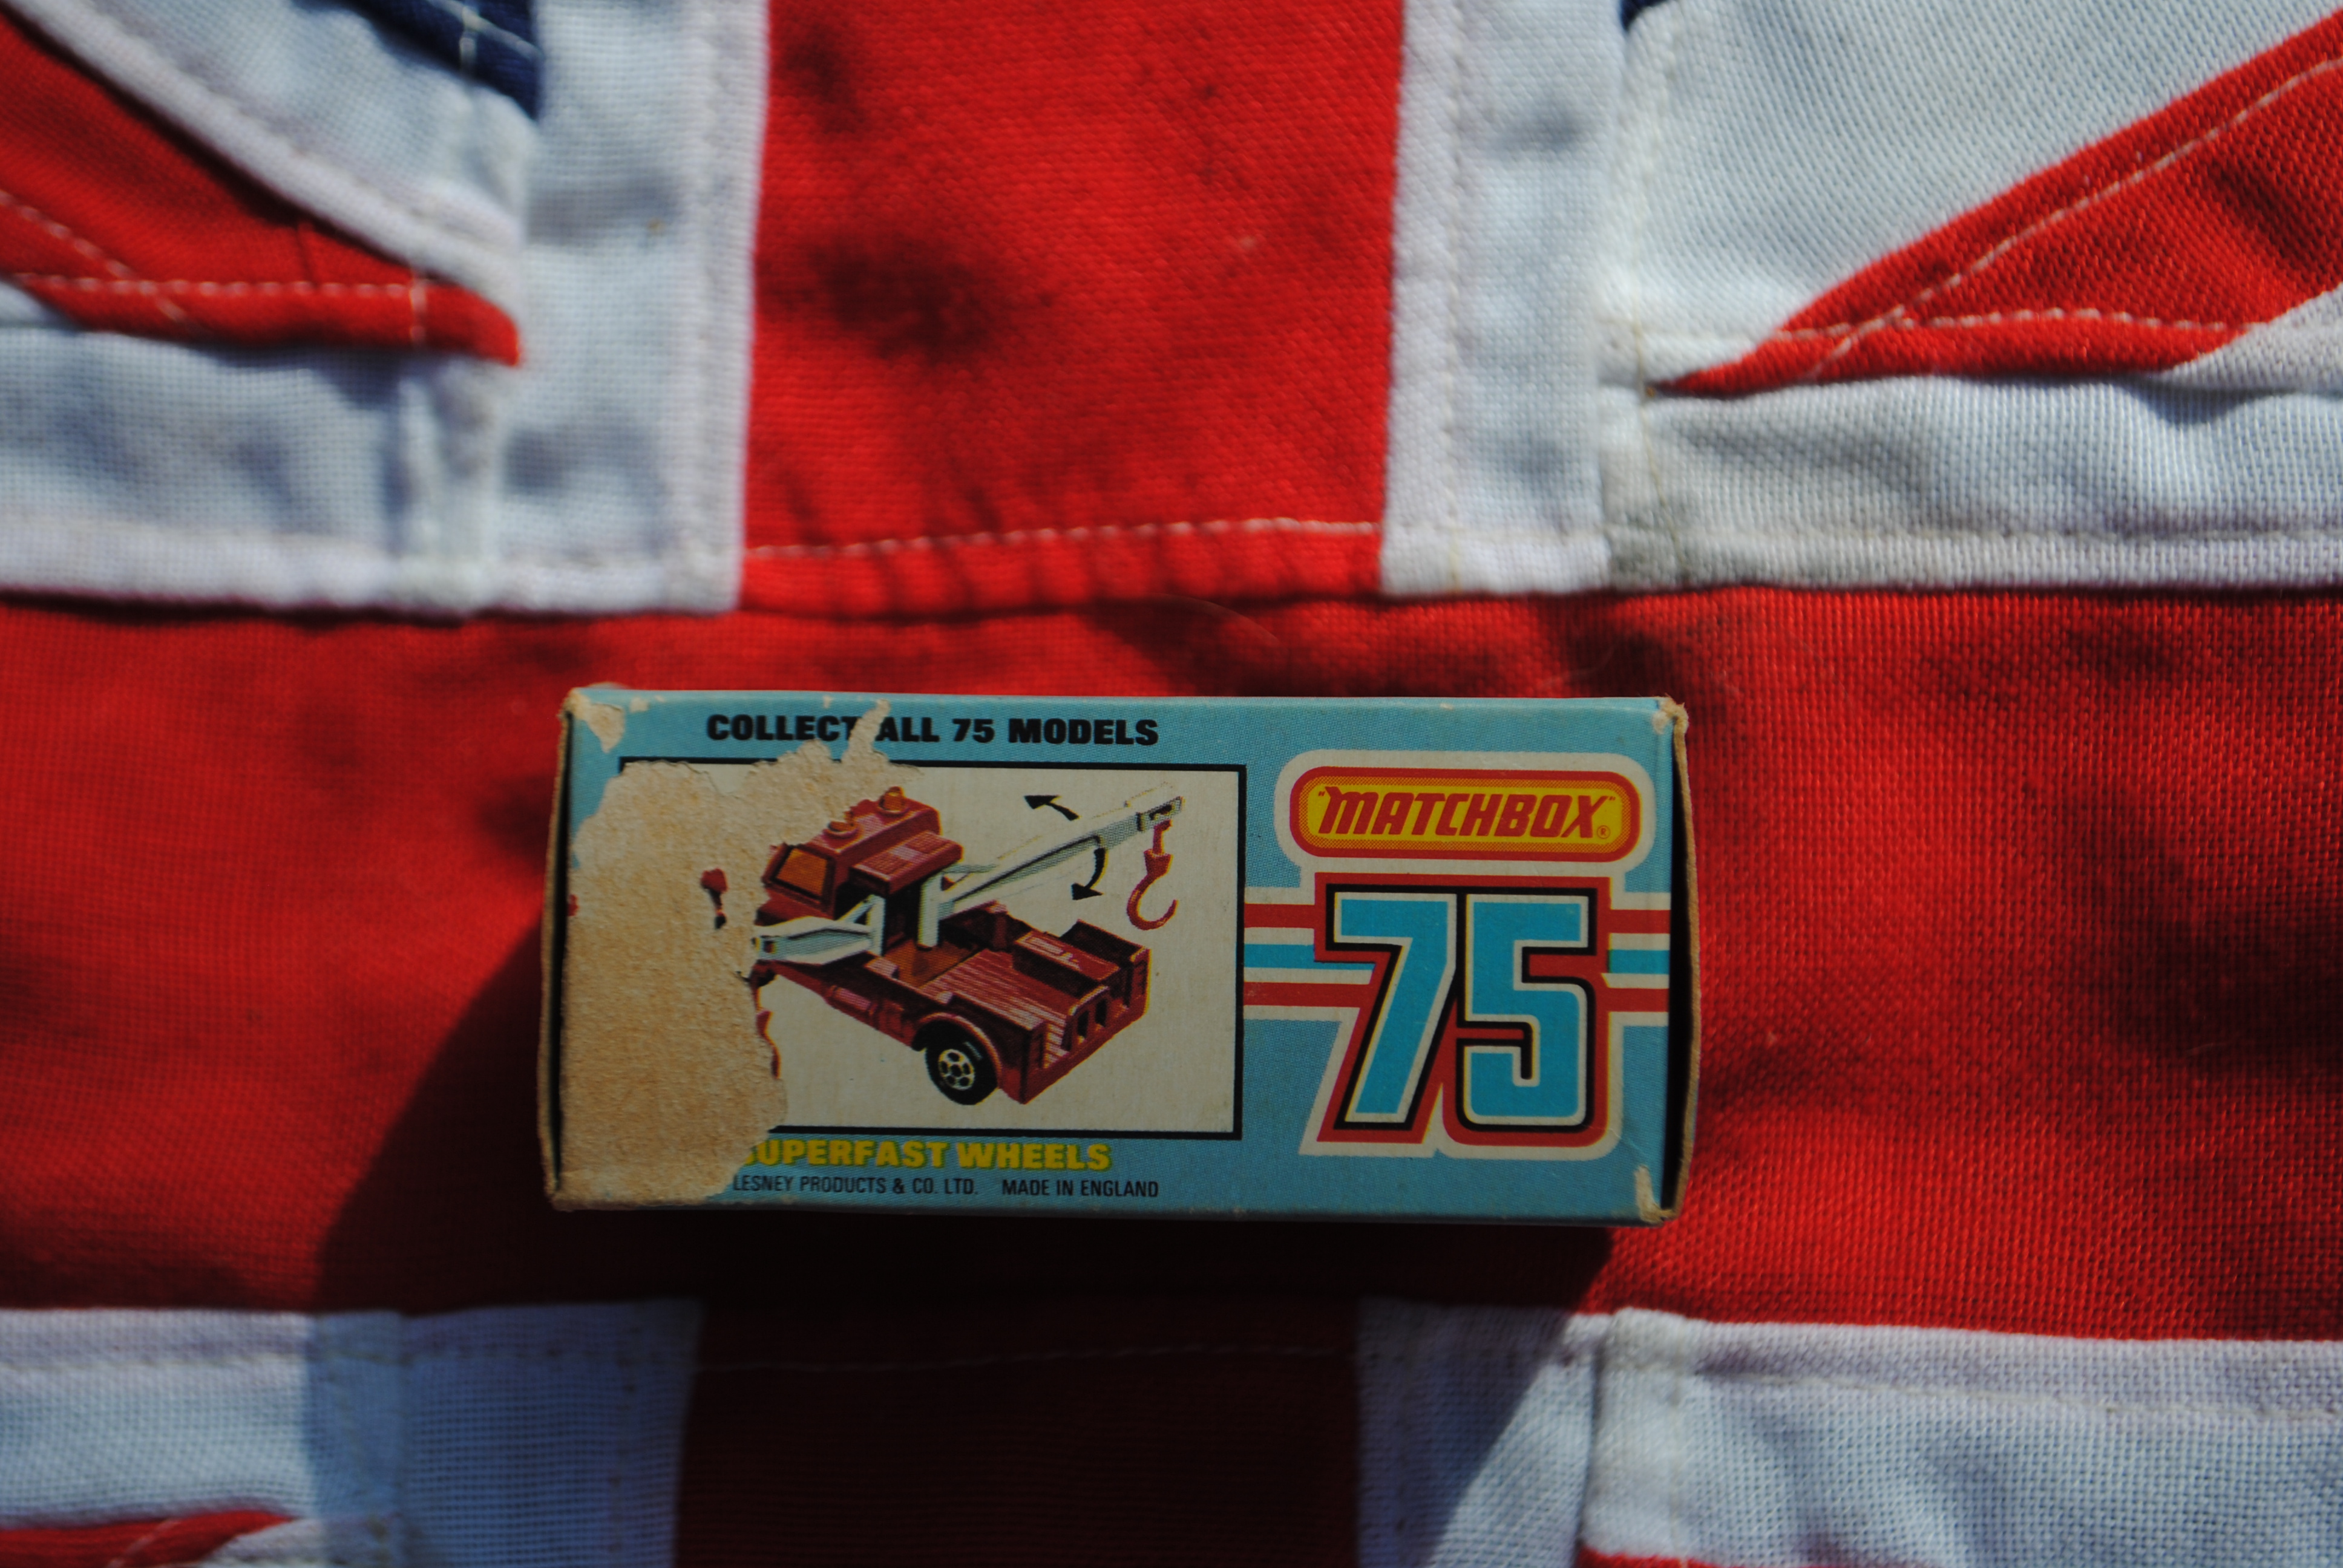 COLLECT ALL 75 MODELS
"MATCHBOX"®
75
SUPERFAST WHEELS
LESNEY PRODUCTS & CO. LTD. MADE IN ENGLAND